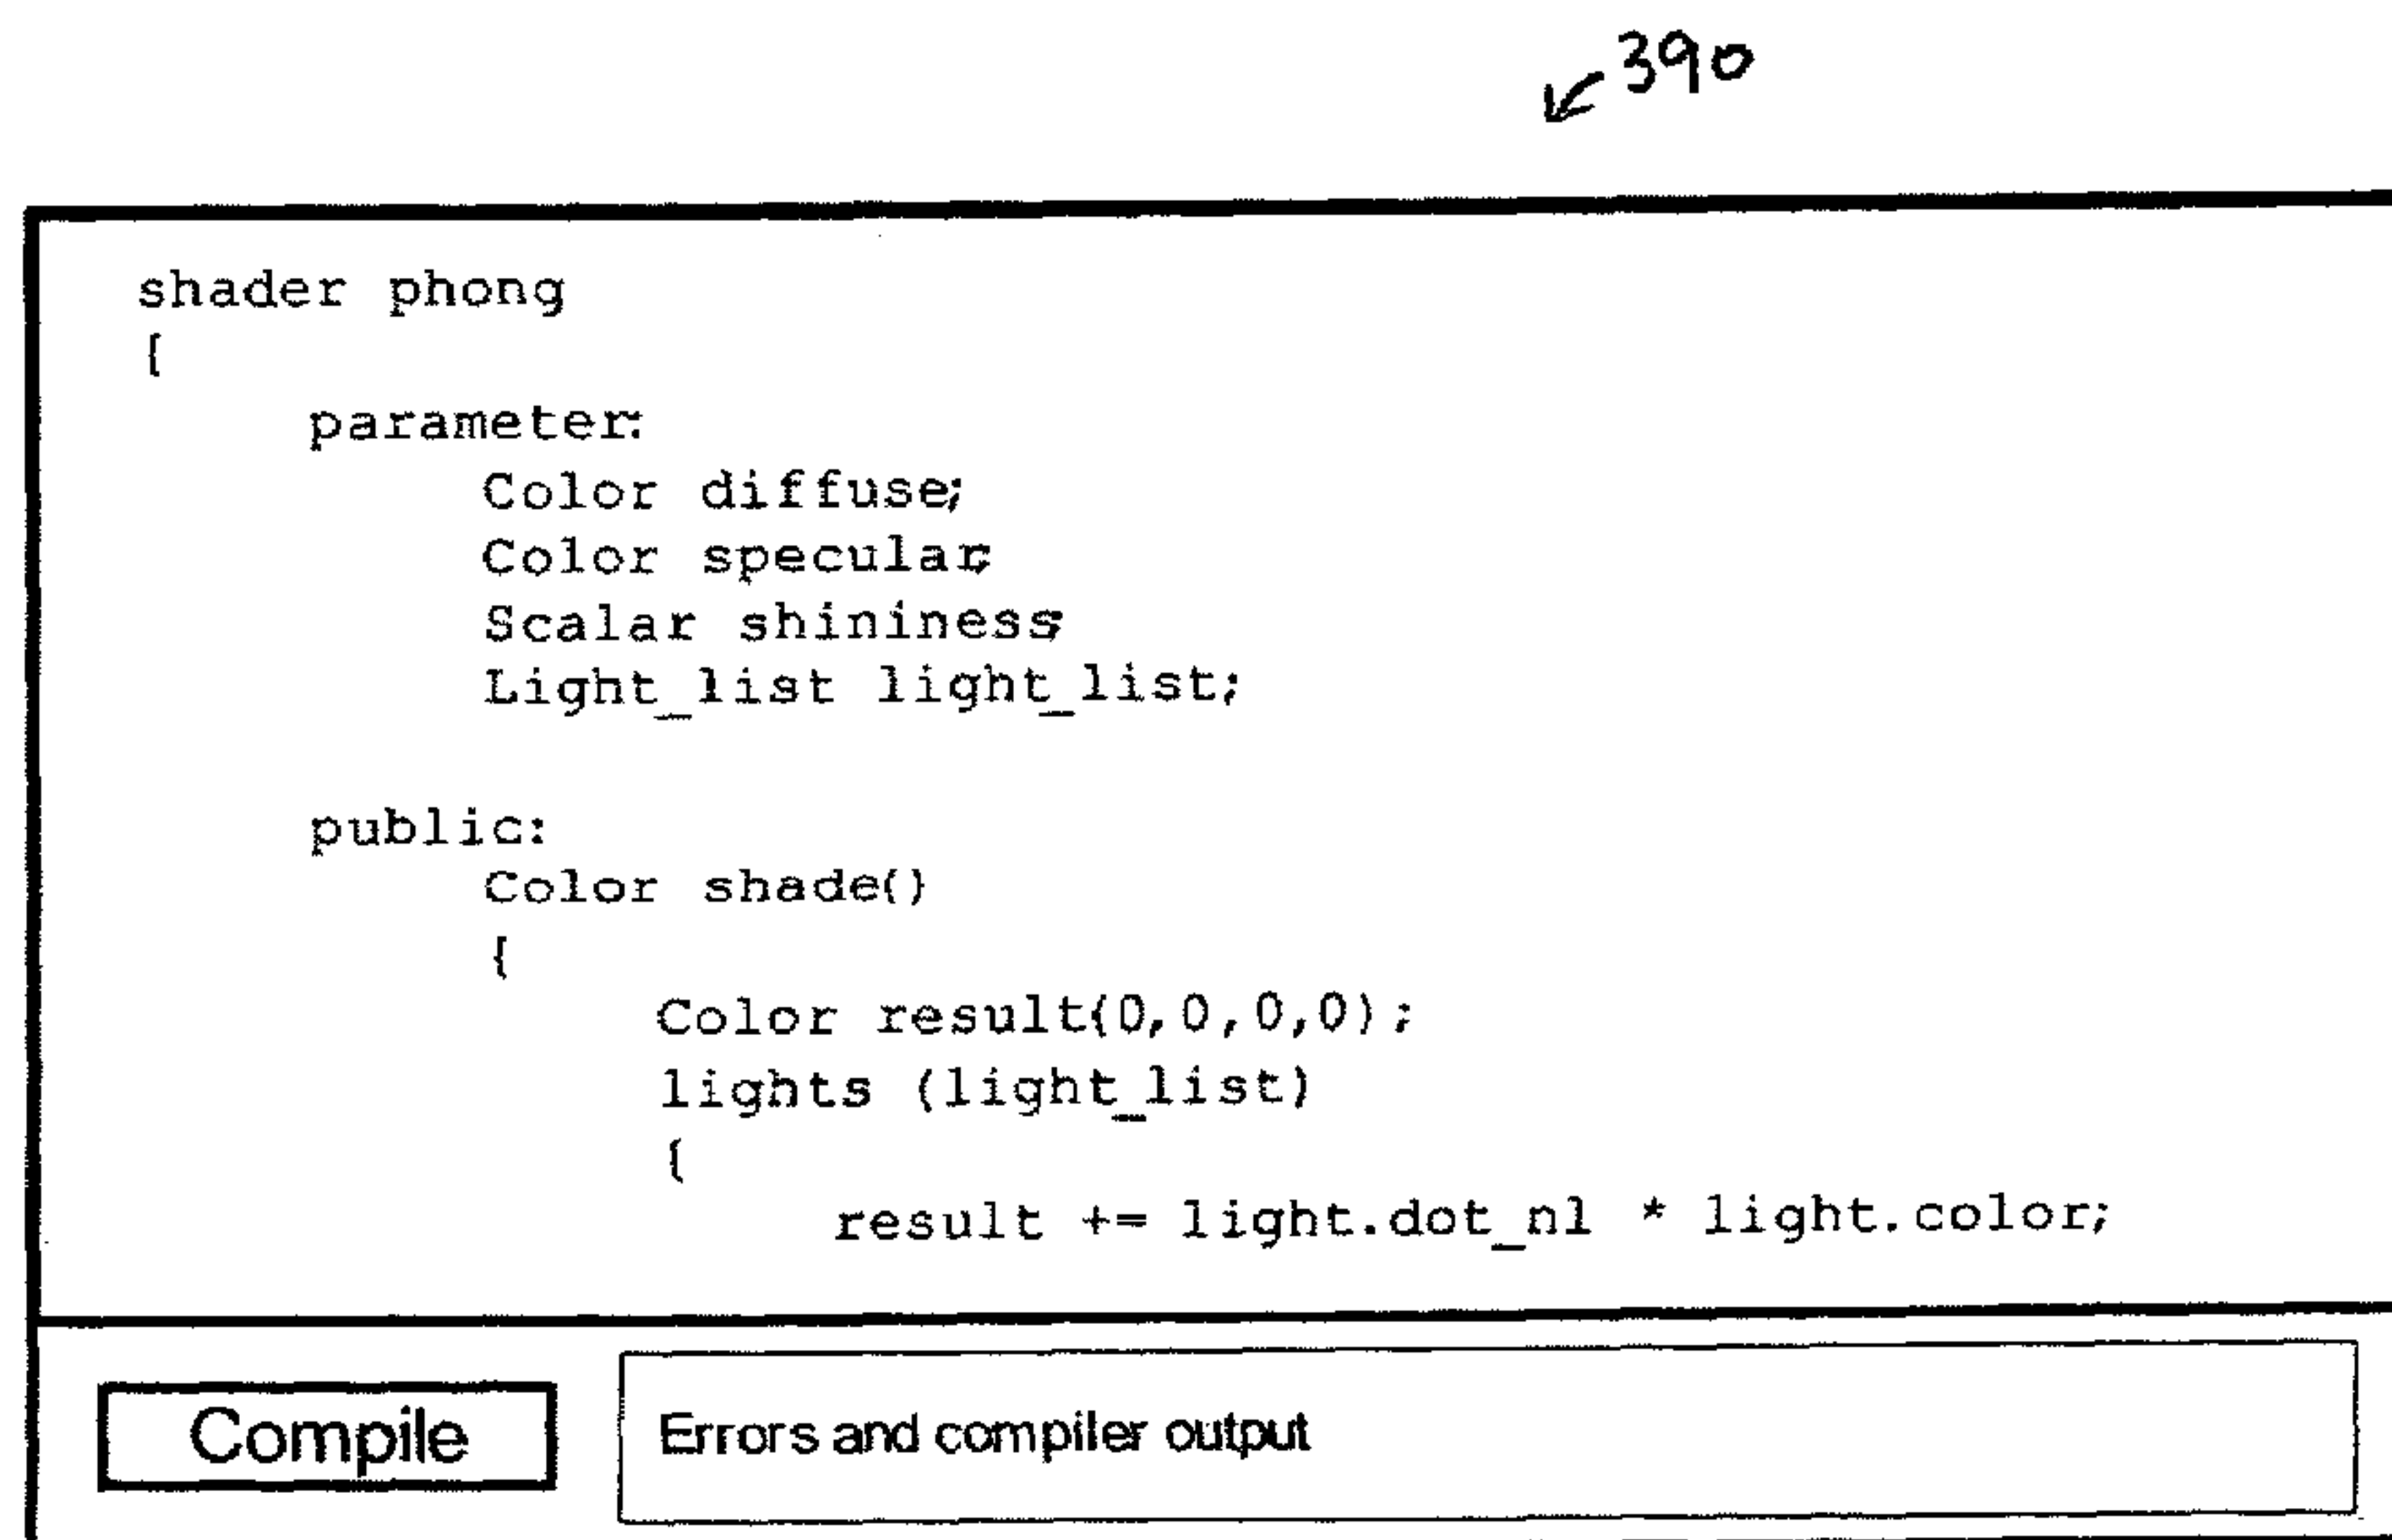 390
shader phong
{
parameter:
Color diffuse;
Color specular;
Scalar shininess;
Light_list light_list;
public:
Color shade()
{
Color result(0,0,0,0);
lights (light_list)
{
result += light.dot_nl * light.color;
Compile
Errors and compiler output